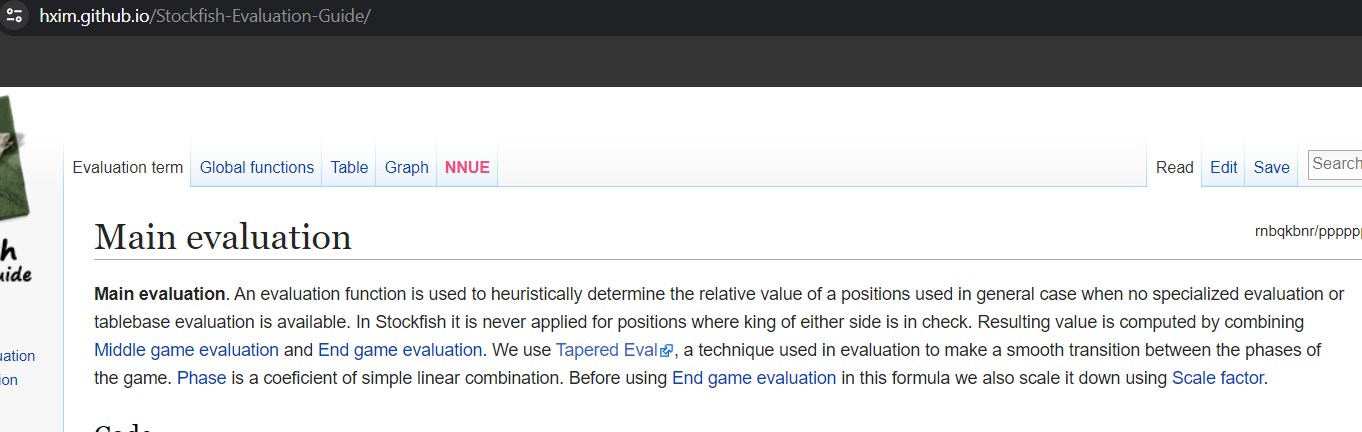 hxim.github.io/Stockfish-Evaluation-Guide/
Evaluation term Global functions Table Graph NNUE Read Edit Save Search
Main evaluation
rnbqkbnr/pppppp
Main evaluation. An evaluation function is used to heuristically determine the relative value of a positions used in general case when no specialized evaluation or
tablebase evaluation is available. In Stockfish it is never applied for positions where king of either side is in check. Resulting value is computed by combining
Middle game evaluation and End game evaluation. We use Tapered Eval, a technique used in evaluation to make a smooth transition between the phases of
the game. Phase is a coeficient of simple linear combination. Before using End game evaluation in this formula we also scale it down using Scale factor.